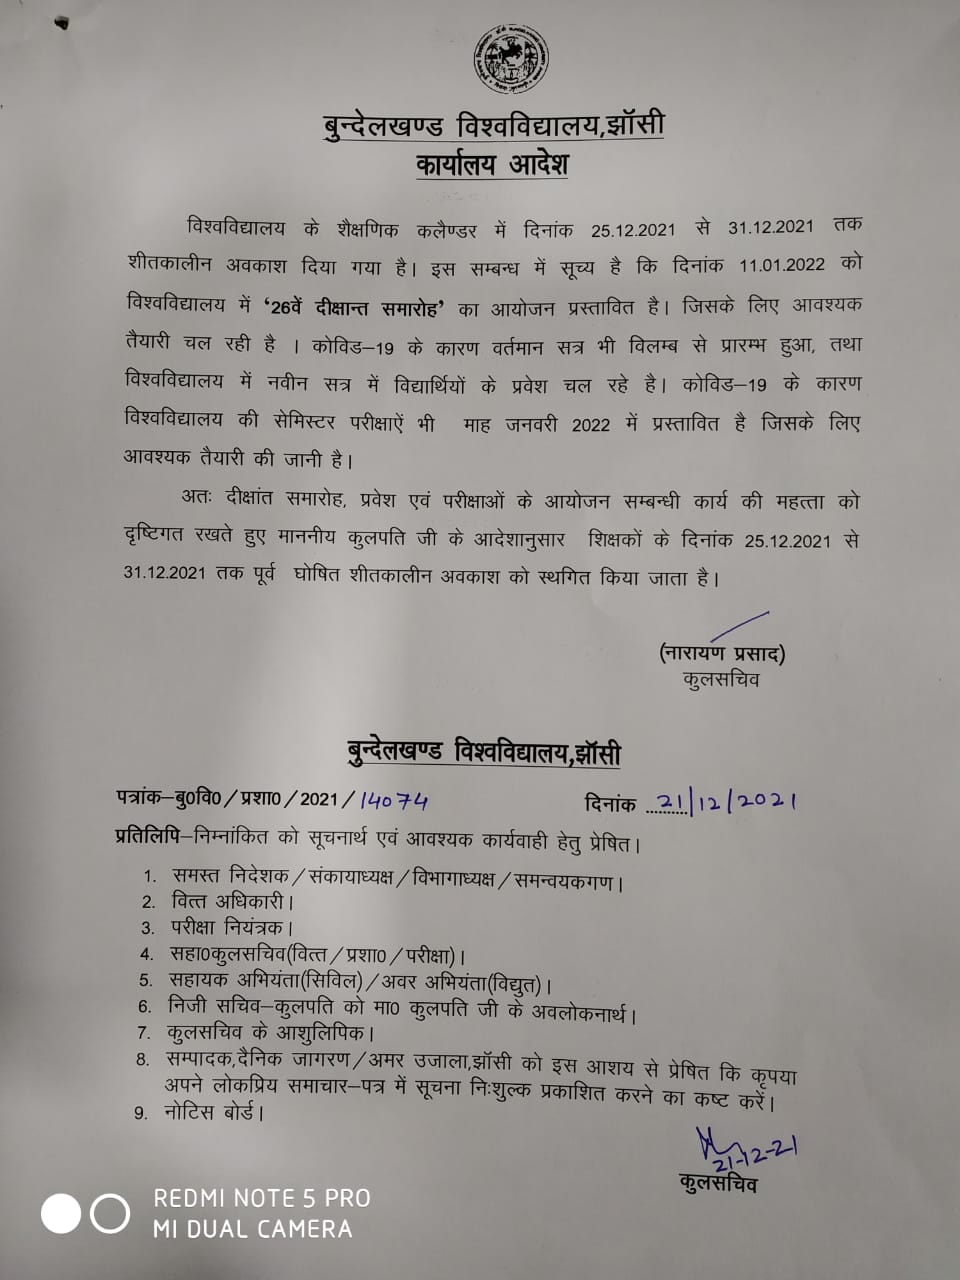 बुन्देलखण्ड विश्वविद्यालय,झॉसी
कार्यालय आदेश
विश्वविद्यालय के शैक्षणिक कलैण्डर में दिनांक 25.12.2021 से 31.12.2021 तक
शीतकालीन अवकाश दिया गया है। इस सम्बन्ध में सूच्य है कि दिनांक 11.01.2022 को
विश्वविद्यालय में ‘26वें दीक्षान्त समारोह’ का आयोजन प्रस्तावित है। जिसके लिए आवश्यक
तैयारी चल रही है । कोविड–19 के कारण वर्तमान सत्र भी विलम्ब से प्रारम्भ हुआ, तथा
विश्वविद्यालय में नवीन सत्र में विद्यार्थियों के प्रवेश चल रहे है। कोविड–19 के कारण
विश्वविद्यालय की सेमिस्टर परीक्षाऐं भी माह जनवरी 2022 में प्रस्तावित है जिसके लिए
आवश्यक तैयारी की जानी है।
अतः दीक्षांत समारोह, प्रवेश एवं परीक्षाओं के आयोजन सम्बन्धी कार्य की महत्ता को
दृष्टिगत रखते हुए माननीय कुलपति जी के आदेशानुसार शिक्षकों के दिनांक 25.12.2021 से
31.12.2021 तक पूर्व घोषित शीतकालीन अवकाश को स्थगित किया जाता है।
(नारायण प्रसाद)
कुलसचिव
बुन्देलखण्ड विश्वविद्यालय,झॉसी
पत्रांक–बु0वि0/प्रशा0/2021/14074 दिनांक 21/12/2021
प्रतिलिपि–निम्नांकित को सूचनार्थ एवं आवश्यक कार्यवाही हेतु प्रेषित।
1. समस्त निदेशक/संकायाध्यक्ष/विभागाध्यक्ष/समन्वयकगण।
2. वित्त अधिकारी।
3. परीक्षा नियंत्रक।
4. सहा0कुलसचिव(वित्त/प्रशा0/परीक्षा)।
5. सहायक अभियंता(सिविल)/अवर अभियंता(विद्युत)।
6. निजी सचिव–कुलपति को मा0 कुलपति जी के अवलोकनार्थ।
7. कुलसचिव के आशुलिपिक।
8. सम्पादक,दैनिक जागरण/अमर उजाला,झॉसी को इस आशय से प्रेषित कि कृपया
अपने लोकप्रिय समाचार–पत्र में सूचना निःशुल्क प्रकाशित करने का कष्ट करें।
9. नोटिस बोर्ड।
21-12-21
कुलसचिव
REDMI NOTE 5 PRO
MI DUAL CAMERA